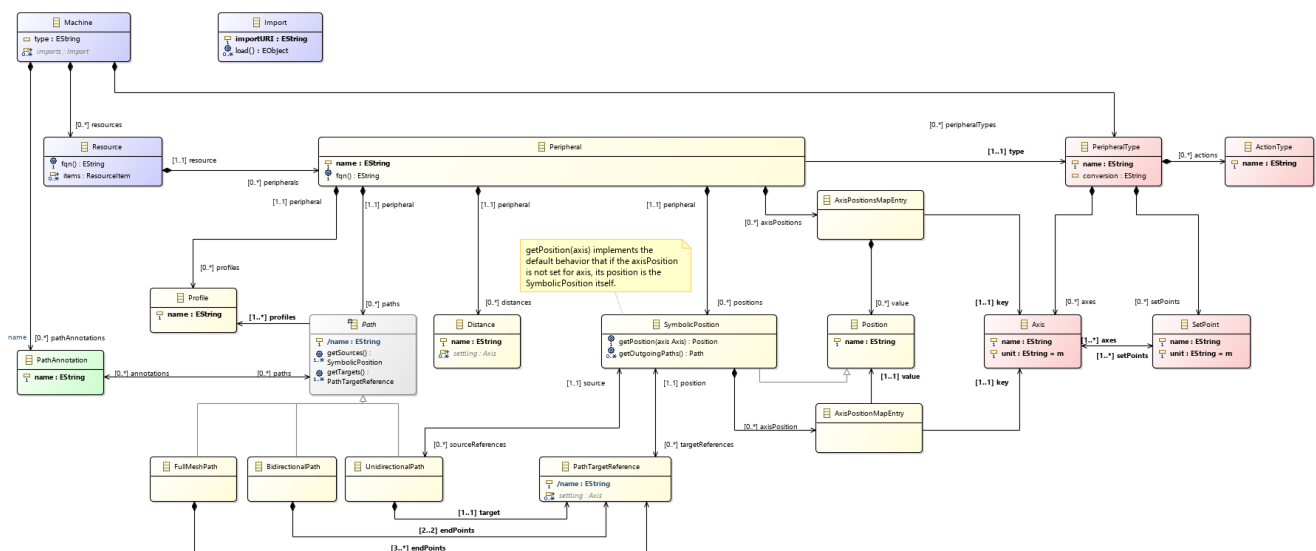 Machine
type : EString
imports : Import
Import
importURI : EString
load() : EObject
[0..*] resources
[0..*] peripheralTypes
Resource
fqn() : EString
items : ResourceItem
[1..1] resource
[0..*] peripherals
Peripheral
name : EString
fqn() : EString
[1..1] type
PeripheralType
name : EString
conversion : EString
[0..*] actions
ActionType
name : EString
[1..1] peripheral
[1..1] peripheral
[1..1] peripheral
[1..1] peripheral
[0..*] axisPositions
AxisPositionsMapEntry
getPosition(axis) implements the
default behavior that if the axisPosition
is not set for axis, its position is the
SymbolicPosition itself.
[0..*] profiles
[0..*] paths
[0..*] distances
[0..*] positions
[0..*] value
[1..1] key
[0..*] axes
[0..*] setPoints
Profile
name : EString
[1..*] profiles
Path
/name : EString
getSources() :
SymbolicPosition
getTargets() :
PathTargetReference
Distance
name : EString
settling : Axis
SymbolicPosition
getPosition(axis Axis) : Position
getOutgoingPaths() : Path
Position
name : EString
Axis
name : EString
unit : EString = m
[1..*] axes
[1..*] setPoints
SetPoint
name : EString
unit : EString = m
name
[0..*] pathAnnotations
PathAnnotation
name : EString
[0..*] annotations
[0..*] paths
[1..1] source
[1..1] position
[1..1] value
[1..1] key
[0..*] axisPosition
AxisPositionMapEntry
[0..*] sourceReferences
[0..*] targetReferences
FullMeshPath
BidirectionalPath
UnidirectionalPath
PathTargetReference
/name : EString
settling : Axis
[1..1] target
[2..2] endPoints
[3..*] endPoints